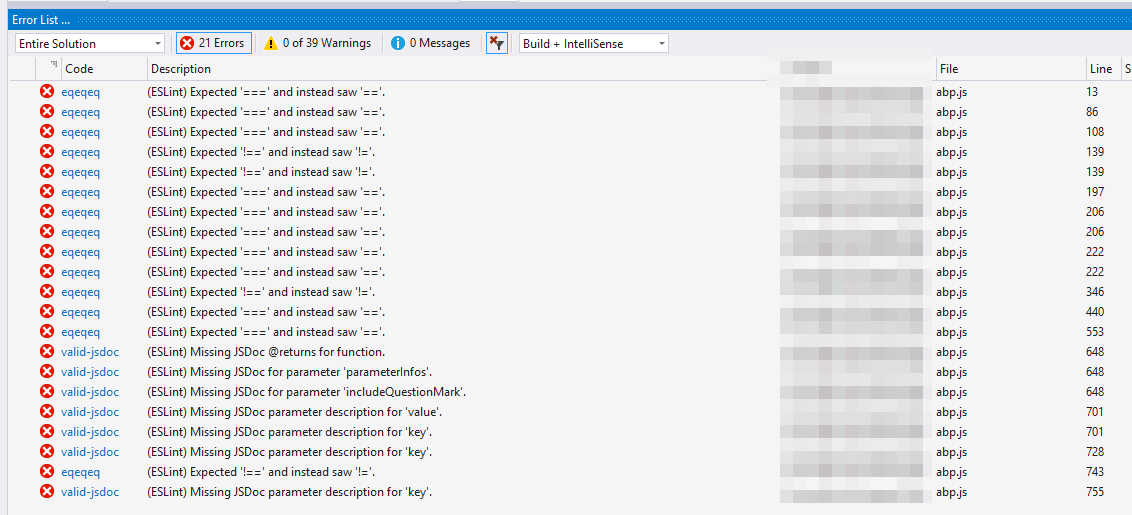 Error List ...
Entire Solution 21 Errors 0 of 39 Warnings 0 Messages Build + IntelliSense
Code Description File Line S
eqeqeq (ESLint) Expected '===' and instead saw '=='. abp.js 13
eqeqeq (ESLint) Expected '===' and instead saw '=='. abp.js 86
eqeqeq (ESLint) Expected '===' and instead saw '=='. abp.js 108
eqeqeq (ESLint) Expected '!==' and instead saw '!='. abp.js 139
eqeqeq (ESLint) Expected '!==' and instead saw '!='. abp.js 139
eqeqeq (ESLint) Expected '===' and instead saw '=='. abp.js 197
eqeqeq (ESLint) Expected '===' and instead saw '=='. abp.js 206
eqeqeq (ESLint) Expected '===' and instead saw '=='. abp.js 206
eqeqeq (ESLint) Expected '===' and instead saw '=='. abp.js 222
eqeqeq (ESLint) Expected '===' and instead saw '=='. abp.js 222
eqeqeq (ESLint) Expected '!==' and instead saw '!='. abp.js 346
eqeqeq (ESLint) Expected '===' and instead saw '=='. abp.js 440
eqeqeq (ESLint) Expected '===' and instead saw '=='. abp.js 553
valid-jsdoc (ESLint) Missing JSDoc @returns for function. abp.js 648
valid-jsdoc (ESLint) Missing JSDoc for parameter 'parameterInfos'. abp.js 648
valid-jsdoc (ESLint) Missing JSDoc for parameter 'includeQuestionMark'. abp.js 648
valid-jsdoc (ESLint) Missing JSDoc parameter description for 'value'. abp.js 701
valid-jsdoc (ESLint) Missing JSDoc parameter description for 'key'. abp.js 701
valid-jsdoc (ESLint) Missing JSDoc parameter description for 'key'. abp.js 728
eqeqeq (ESLint) Expected '!==' and instead saw '!='. abp.js 743
valid-jsdoc (ESLint) Missing JSDoc parameter description for 'key'. abp.js 755